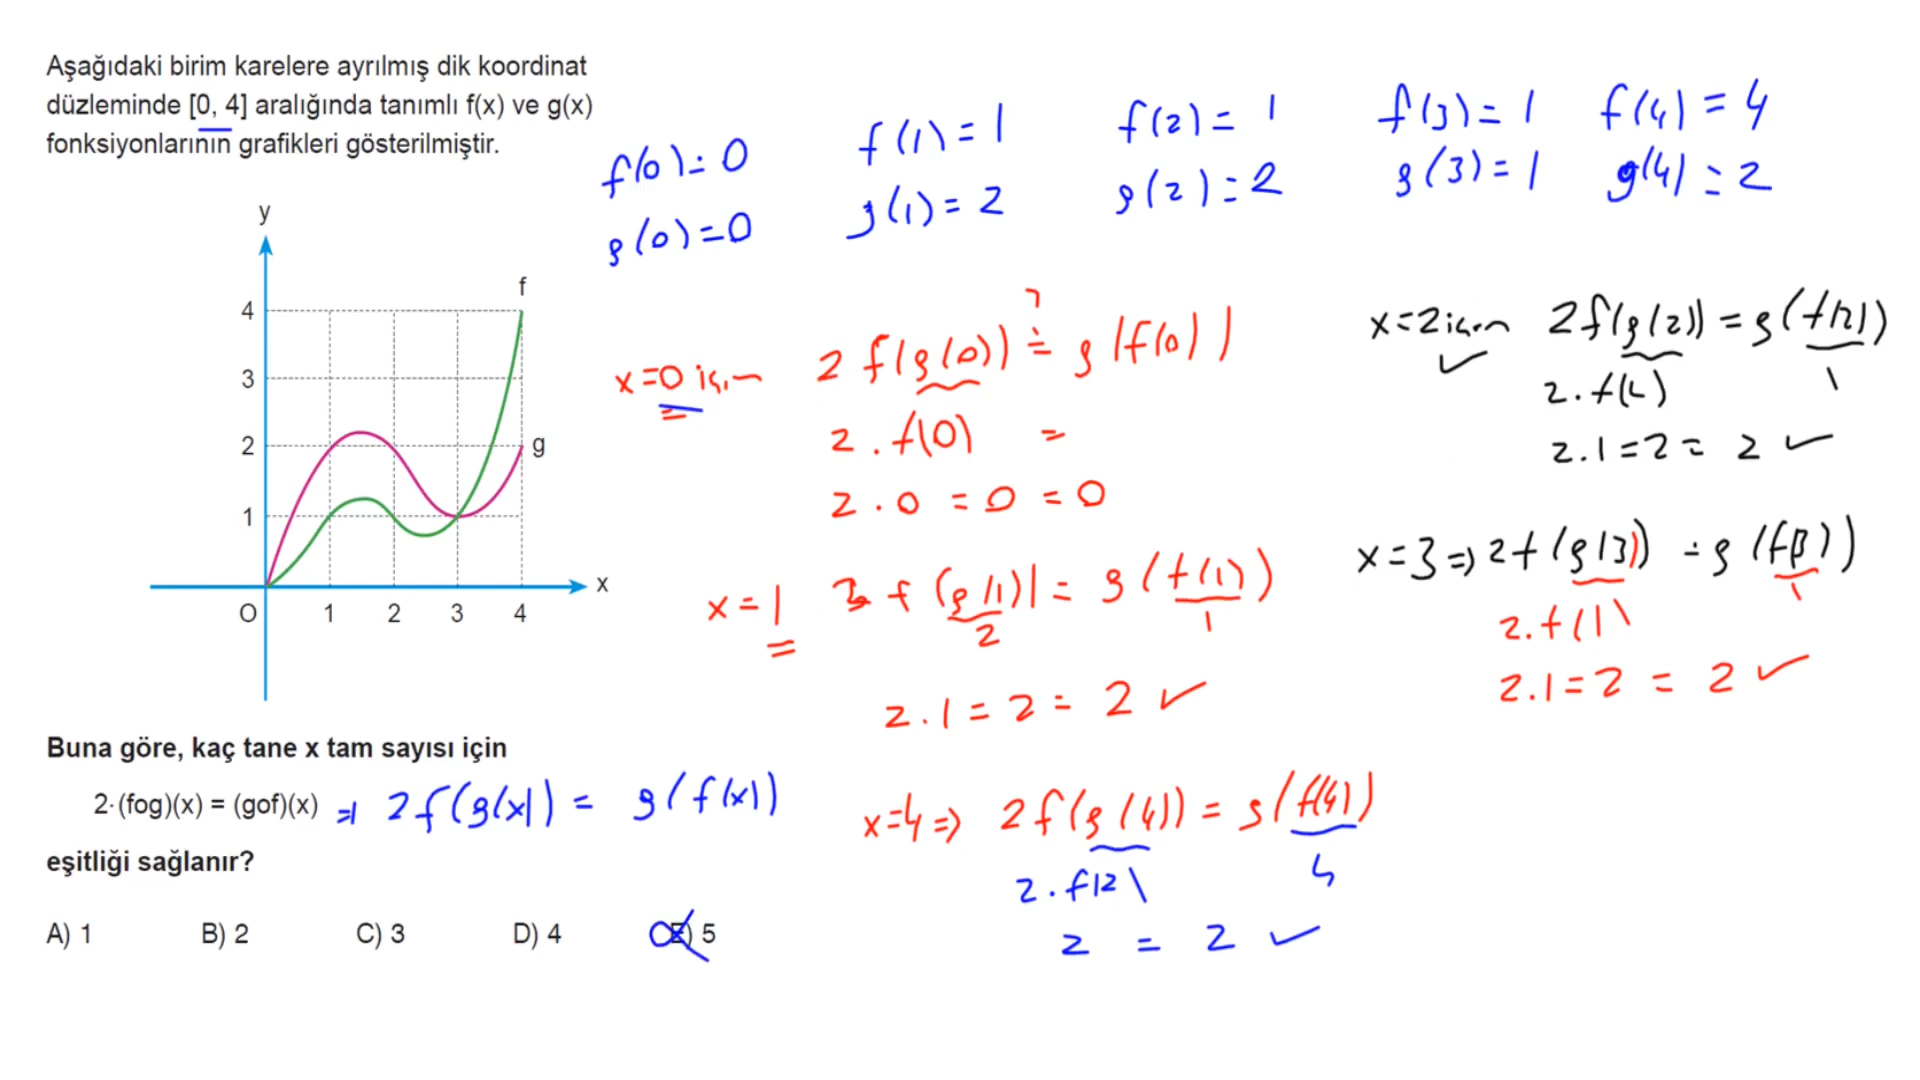 Aşağıdaki birim karelere ayrılmış dik koordinat
düzleminde [0, 4] aralığında tanımlı f(x) ve g(x)
fonksiyonlarının grafikleri gösterilmiştir.
f(0) = 0
g(0) = 0
f(1) = 1
g(1) = 2
f(2) = 1
g(2) = 2
f(3) = 1
g(3) = 1
f(4) = 4
g(4) = 2
y
f
4
3
2
g
1
x
O 1 2 3 4
x=0 için 2f(g(0)) = g(f(0))
?
2.f(0) =
2.0 = 0 = 0
x=1 2f(g(1)) = g(f(1))
2 1
2.1=2=2 ✓
x=2 için 2f(g(2)) = g(f(2))
✓ 2.f(2) 1
2.1=2=2 ✓
x=3 ⇒ 2f(g(3)) = g(f(3))
2.f(1) 1
2.1=2=2 ✓
Buna göre, kaç tane x tam sayısı için
2·(fog)(x) = (gof)(x) ⇒ 2f(g(x)) = g(f(x))
eşitliği sağlanır?
x=4 ⇒ 2f(g(4)) = g(f(4))
2.f(2) 4
2 = 2 ✓
A) 1 B) 2 C) 3 D) 4 E) 5